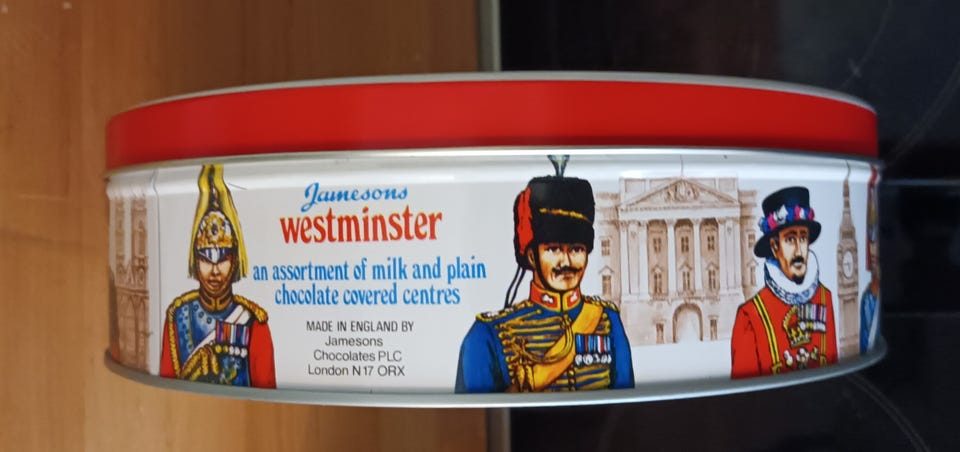 Jamesons
westminster
an assortment of milk and plain
chocolate covered centres
MADE IN ENGLAND BY
Jamesons
Chocolates PLC
London N17 ORX